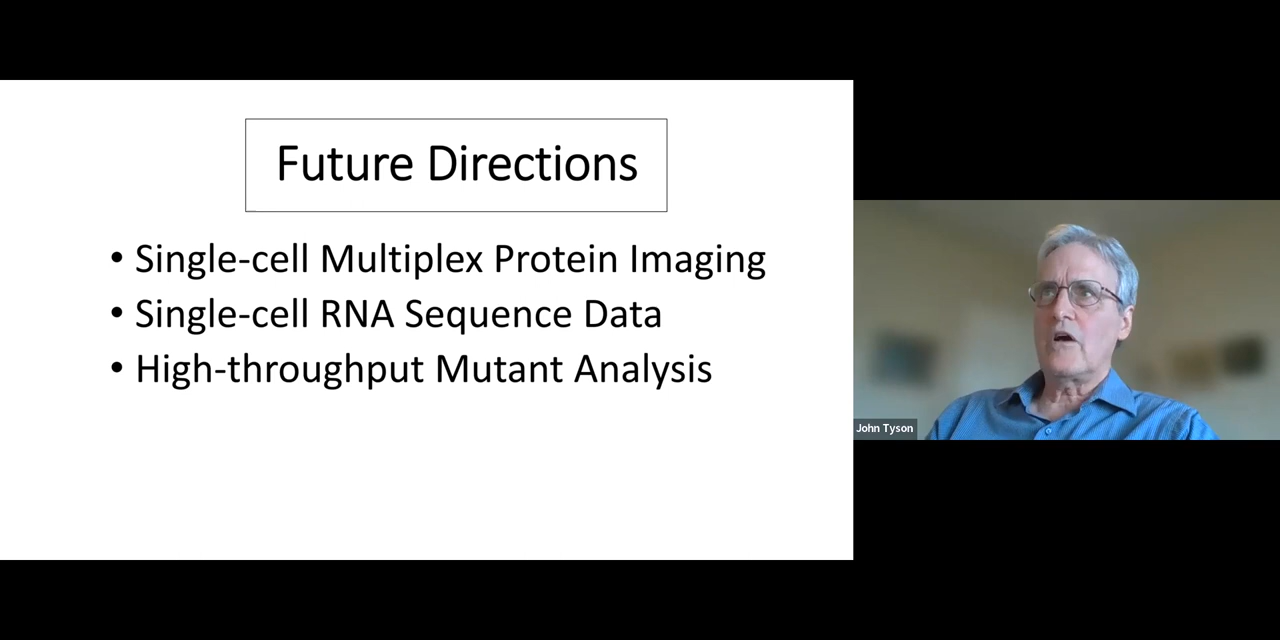 Future Directions
• Single-cell Multiplex Protein Imaging
• Single-cell RNA Sequence Data
• High-throughput Mutant Analysis
John Tyson